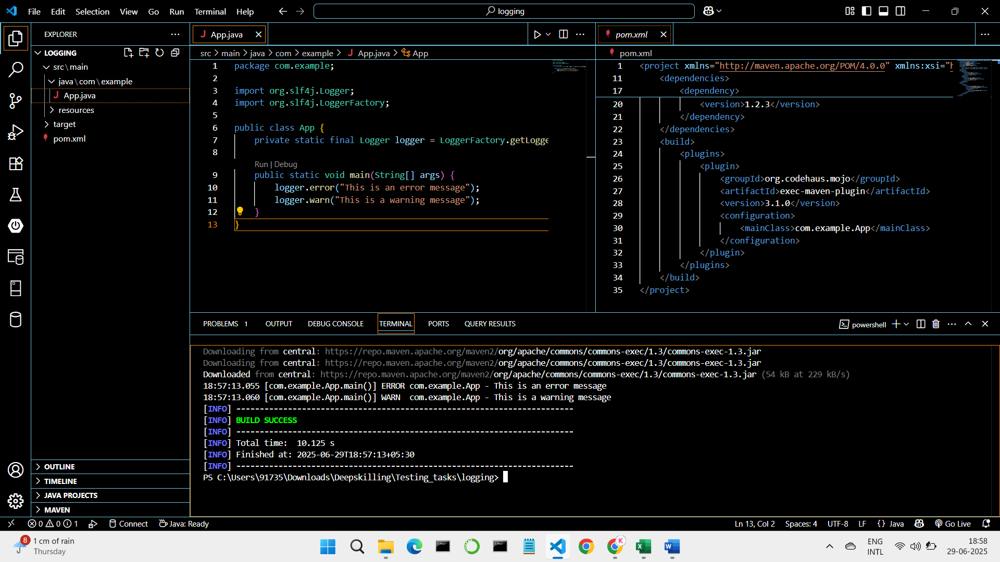 File Edit Selection View Go Run Terminal Help
logging
EXPLORER
LOGGING
src\main
java\com\example
App.java
resources
target
pom.xml
OUTLINE
TIMELINE
JAVA PROJECTS
MAVEN
App.java
src > main > java > com > example > App.java > App
1 package com.example;
2
3 import org.slf4j.Logger;
4 import org.slf4j.LoggerFactory;
5
6 public class App {
7 private static final Logger logger = LoggerFactory.getLogge
8
Run | Debug
9 public static void main(String[] args) {
10 logger.error("This is an error message");
11 logger.warn("This is a warning message");
12 }
13 }
pom.xml
pom.xml
1 <project xmlns="http://maven.apache.org/POM/4.0.0" xmlns:xsi="h
11 <dependencies>
17 <dependency>
20 <version>1.2.3</version>
21 </dependency>
22 </dependencies>
23 <build>
24 <plugins>
25 <plugin>
26 <groupId>org.codehaus.mojo</groupId>
27 <artifactId>exec-maven-plugin</artifactId>
28 <version>3.1.0</version>
29 <configuration>
30 <mainClass>com.example.App</mainClass>
31 </configuration>
32 </plugin>
33 </plugins>
34 </build>
35 </project>
PROBLEMS 1 OUTPUT DEBUG CONSOLE TERMINAL PORTS QUERY RESULTS
powershell
Downloading from central: https://repo.maven.apache.org/maven2/org/apache/commons/commons-exec/1.3/commons-exec-1.3.jar
Downloading from central: https://repo.maven.apache.org/maven2/org/apache/commons/commons-exec/1.3/commons-exec-1.3.jar
Downloaded from central: https://repo.maven.apache.org/maven2/org/apache/commons/commons-exec/1.3/commons-exec-1.3.jar (54 kB at 229 kB/s)
18:57:13.055 [com.example.App.main()] ERROR com.example.App - This is an error message
18:57:13.060 [com.example.App.main()] WARN  com.example.App - This is a warning message
[INFO] ------------------------------------------------------------------------
[INFO] BUILD SUCCESS
[INFO] ------------------------------------------------------------------------
[INFO] Total time:  10.125 s
[INFO] Finished at: 2025-06-29T18:57:13+05:30
[INFO] ------------------------------------------------------------------------
PS C:\Users\91735\Downloads\Deepskilling\Testing_tasks\logging>
0 0 1 Connect Java: Ready
Ln 13, Col 2 Spaces: 4 UTF-8 LF {} Java Go Live
8
1 cm of rain
Thursday
K
ENG
INTL
18:58
29-06-2025